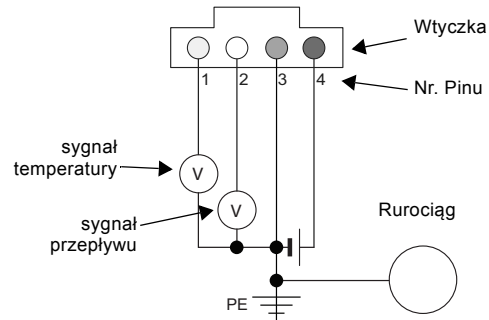 Wtyczka
1 2 3 4
Nr. Pinu
sygnał
temperatury
V
sygnał
przepływu
V
Rurociąg
PE